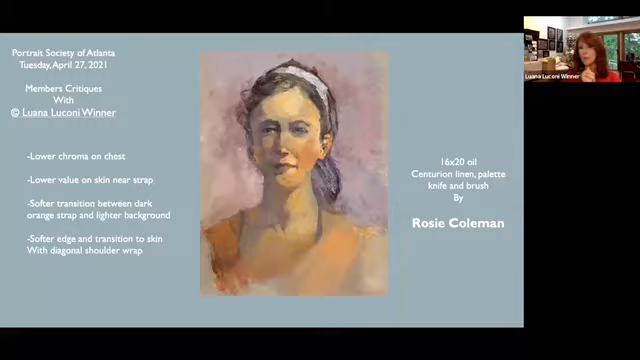 Portrait Society of Atlanta
Tuesday, April 27, 2021
Members Critiques
With
© Luana Luconi Winner
-Lower chroma on chest
-Lower value on skin near strap
-Softer transition between dark
orange strap and lighter background
-Softer edge and transition to skin
With diagonal shoulder wrap
16x20 oil
Centurion linen, palette
knife and brush
By
Rosie Coleman
Luana Luconi Winner